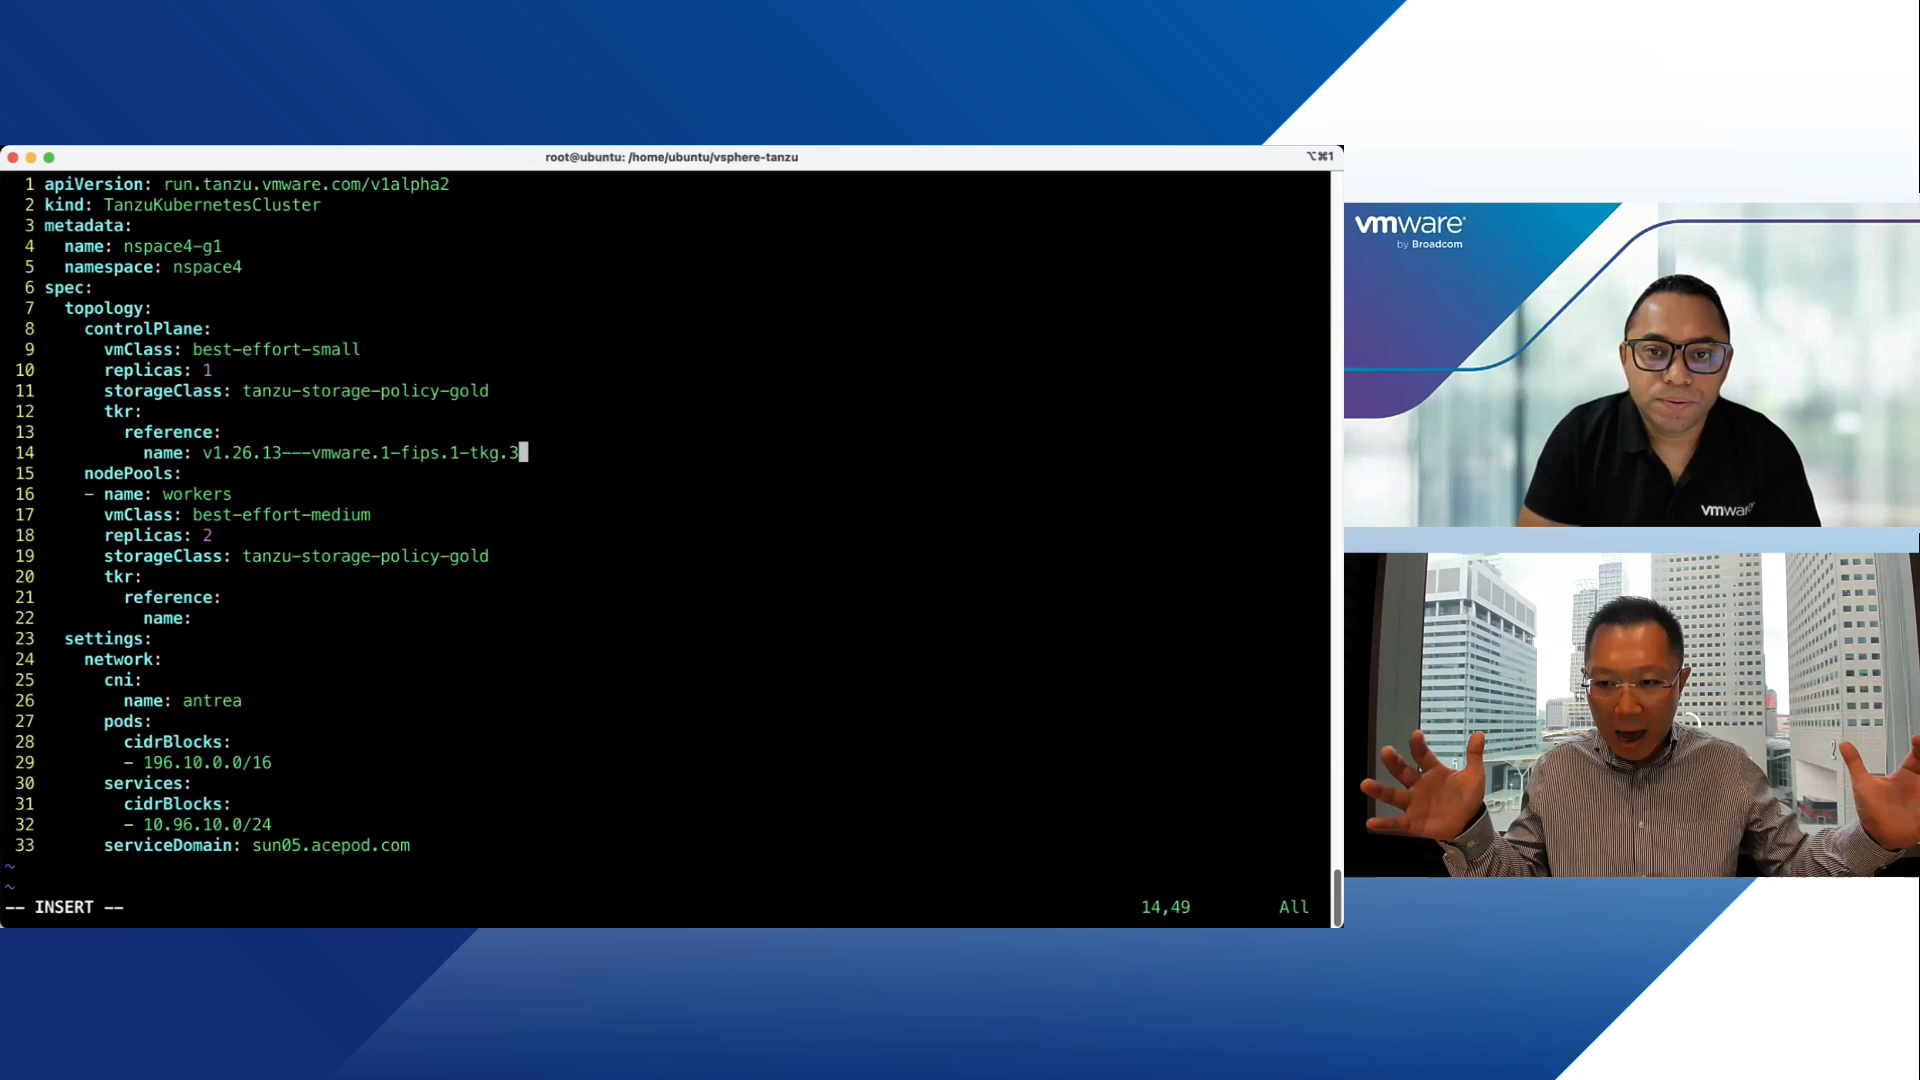 root@ubuntu: /home/ubuntu/vsphere-tanzu
⌥⌘1
1 apiVersion: run.tanzu.vmware.com/v1alpha2
2 kind: TanzuKubernetesCluster
3 metadata:
4   name: nspace4-g1
5   namespace: nspace4
6 spec:
7   topology:
8     controlPlane:
9       vmClass: best-effort-small
10       replicas: 1
11       storageClass: tanzu-storage-policy-gold
12       tkr:
13         reference:
14           name: v1.26.13---vmware.1-fips.1-tkg.3
15     nodePools:
16     - name: workers
17       vmClass: best-effort-medium
18       replicas: 2
19       storageClass: tanzu-storage-policy-gold
20       tkr:
21         reference:
22           name:
23   settings:
24     network:
25       cni:
26         name: antrea
27       pods:
28         cidrBlocks:
29         - 196.10.0.0/16
30       services:
31         cidrBlocks:
32         - 10.96.10.0/24
33       serviceDomain: sun05.acepod.com
~
~
-- INSERT --
14,49
All
vmware®
by Broadcom
vmware®